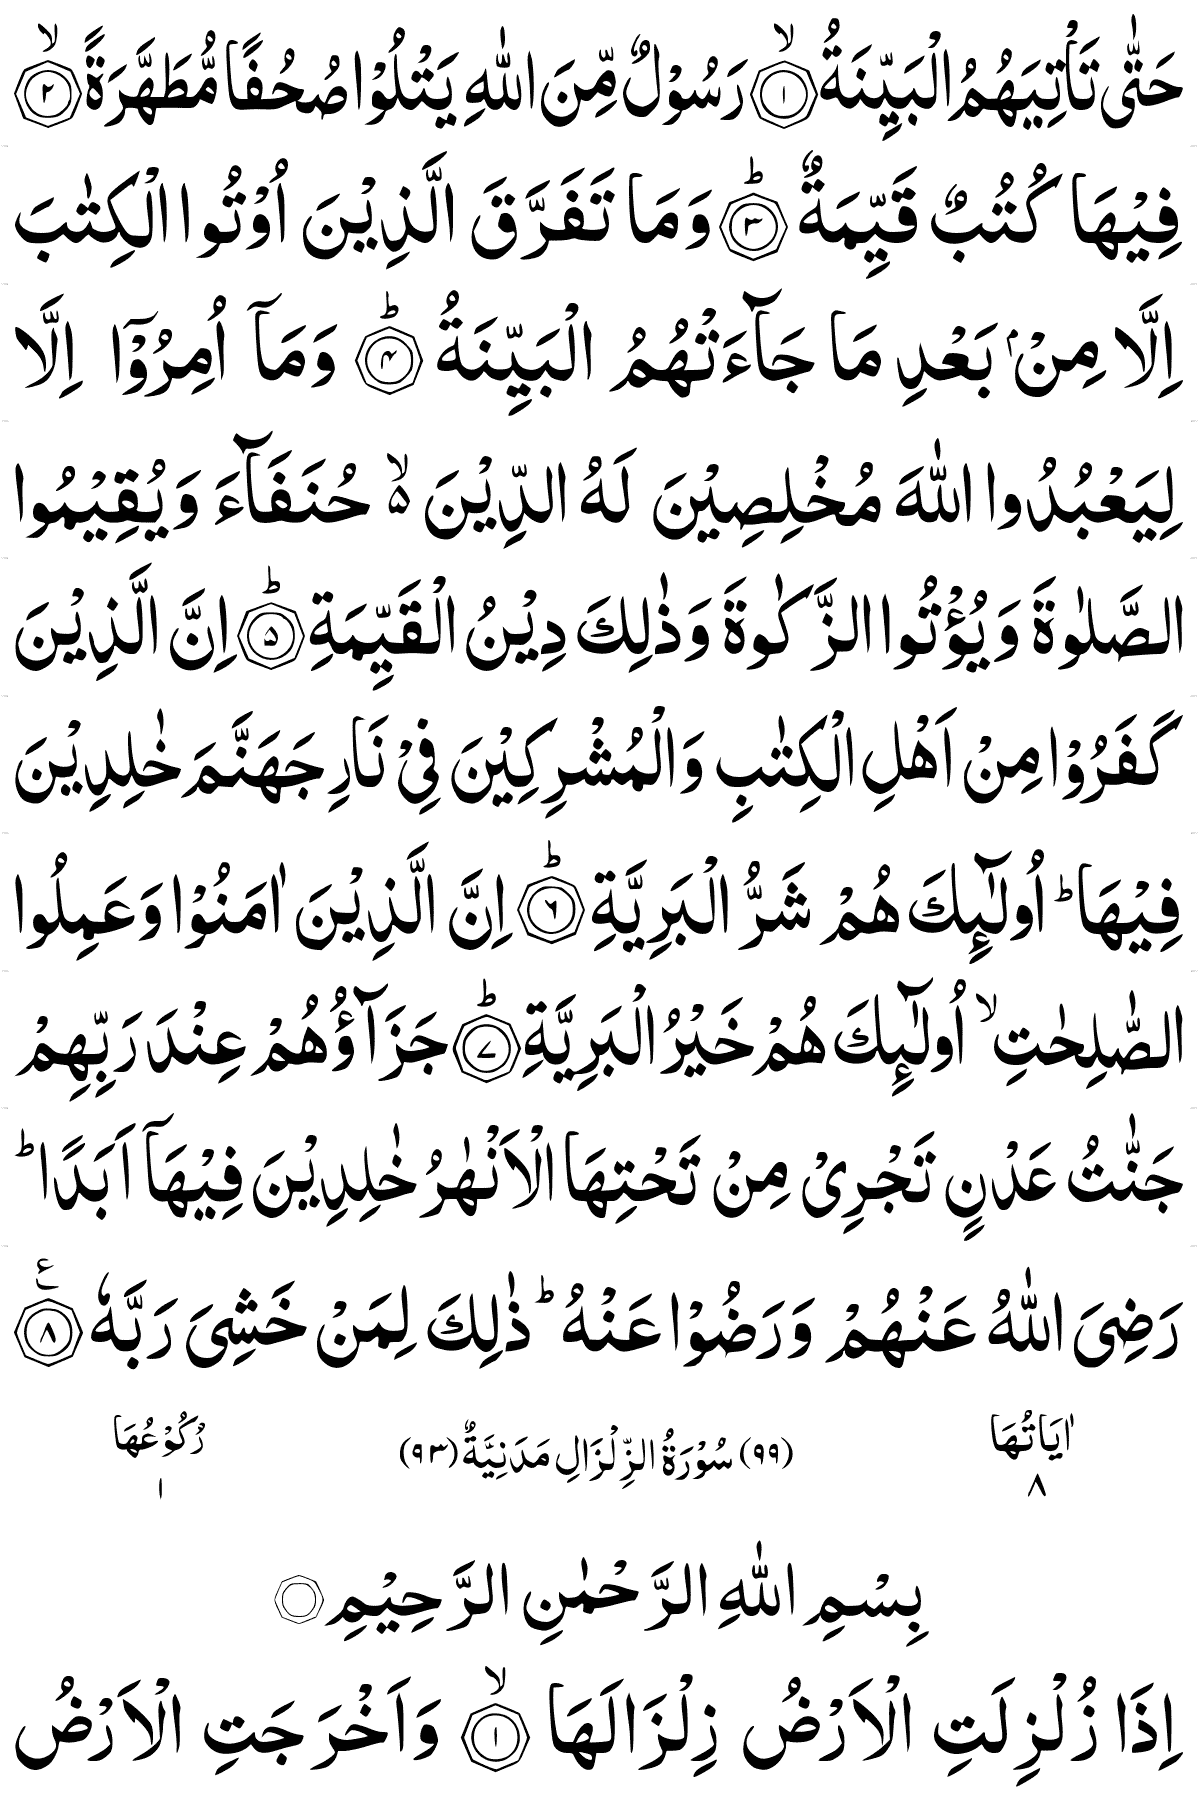 حَتّٰى تَاْتِيَهُمُ الْبَيِّنَةُ ۙ‏﴿۱﴾ رَسُوْلٌ مِّنَ اللّٰهِ يَتْلُوْا صُحُفًا مُّطَهَّرَةً ۙ‏﴿۲﴾
فِيْهَا كُتُبٌ قَيِّمَةٌ ؕ‏﴿۳﴾ وَمَا تَفَرَّقَ الَّذِيْنَ اُوْتُوا الْكِتٰبَ
اِلَّا مِنْۢ بَعْدِ مَا جَآءَتْهُمُ الْبَيِّنَةُ ؕ‏﴿۴﴾ وَمَاۤ اُمِرُوْۤا اِلَّا
لِيَعْبُدُوا اللّٰهَ مُخْلِصِيْنَ لَهُ الدِّيْنَ ۙ۵ حُنَفَآءَ وَيُقِيْمُوا
الصَّلٰوةَ وَيُؤْتُوا الزَّكٰوةَ وَذٰلِكَ دِيْنُ الْقَيِّمَةِ ؕ‏﴿۵﴾ اِنَّ الَّذِيْنَ
كَفَرُوْا مِنْ اَهْلِ الْكِتٰبِ وَالْمُشْرِكِيْنَ فِىْ نَارِ جَهَنَّمَ خٰلِدِيْنَ
فِيْهَا ؕ اُولٰٓٮِٕكَ هُمْ شَرُّ الْبَرِيَّةِ ؕ‏﴿۶﴾ اِنَّ الَّذِيْنَ اٰمَنُوْا وَعَمِلُوا
الصّٰلِحٰتِ ۙ اُولٰٓٮِٕكَ هُمْ خَيْرُ الْبَرِيَّةِ ؕ‏﴿۷﴾ جَزَآؤُهُمْ عِنْدَ رَبِّهِمْ
جَنّٰتُ عَدْنٍ تَجْرِىْ مِنْ تَحْتِهَا الْاَنْهٰرُ خٰلِدِيْنَ فِيْهَاۤ اَبَدًا ؕ
رَضِىَ اللّٰهُ عَنْهُمْ وَرَضُوْا عَنْهُ ؕ ذٰلِكَ لِمَنْ خَشِىَ رَبَّهٗ ﴿۸﴾ ع
اٰيَاتُهَا ۸ (۹۹) سُوْرَةُ الزِّلْزَالِ مَدَنِيَّةٌ (۹۳) رُكُوْعُهَا ۱
بِسْمِ اللّٰهِ الرَّحْمٰنِ الرَّحِيْمِ
اِذَا زُلْزِلَتِ الْاَرْضُ زِلْزَالَهَا ۙ‏﴿۱﴾ وَاَخْرَجَتِ الْاَرْضُ